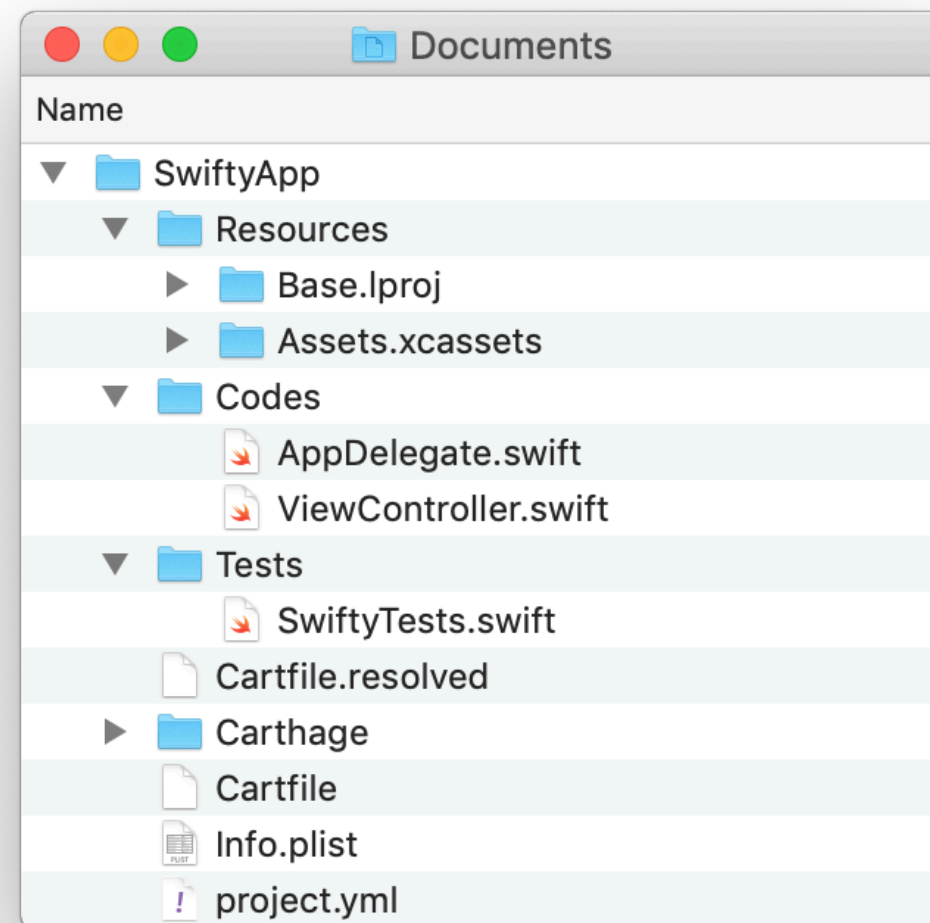 Documents
Name
SwiftyApp
Resources
Base.lproj
Assets.xcassets
Codes
AppDelegate.swift
ViewController.swift
Tests
SwiftyTests.swift
Cartfile.resolved
Carthage
Cartfile
PLIST
Info.plist
! project.yml